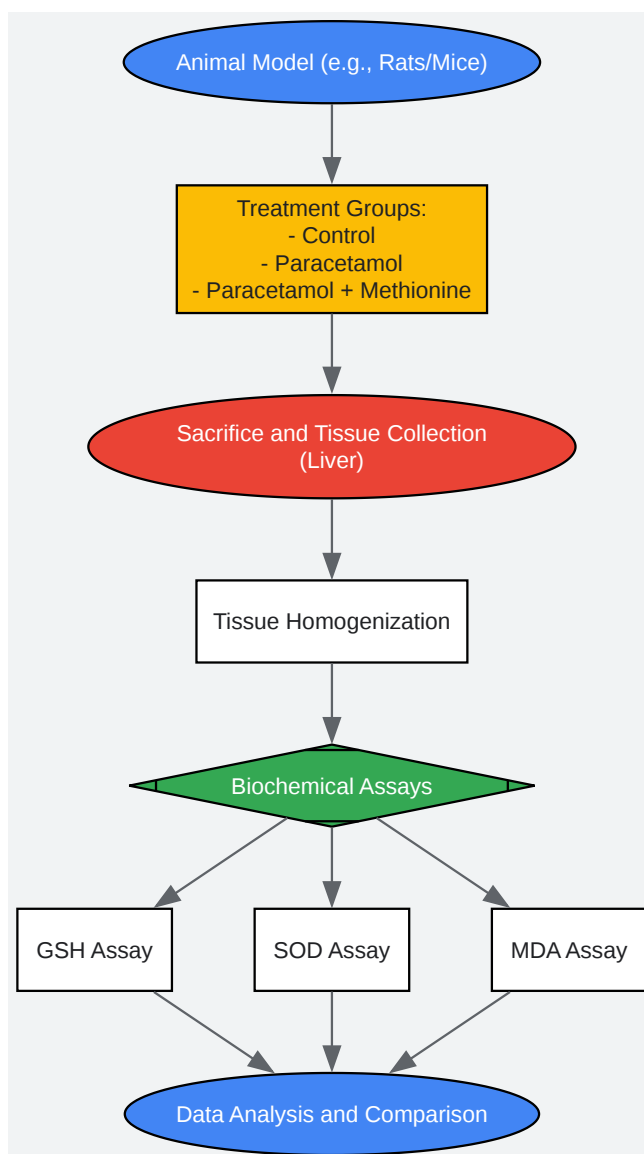 Animal Model (e.g., Rats/Mice)
Treatment Groups:
- Control
- Paracetamol
- Paracetamol + Methionine
Sacrifice and Tissue Collection
(Liver)
Tissue Homogenization
Biochemical Assays
GSH Assay
SOD Assay
MDA Assay
Data Analysis and Comparison